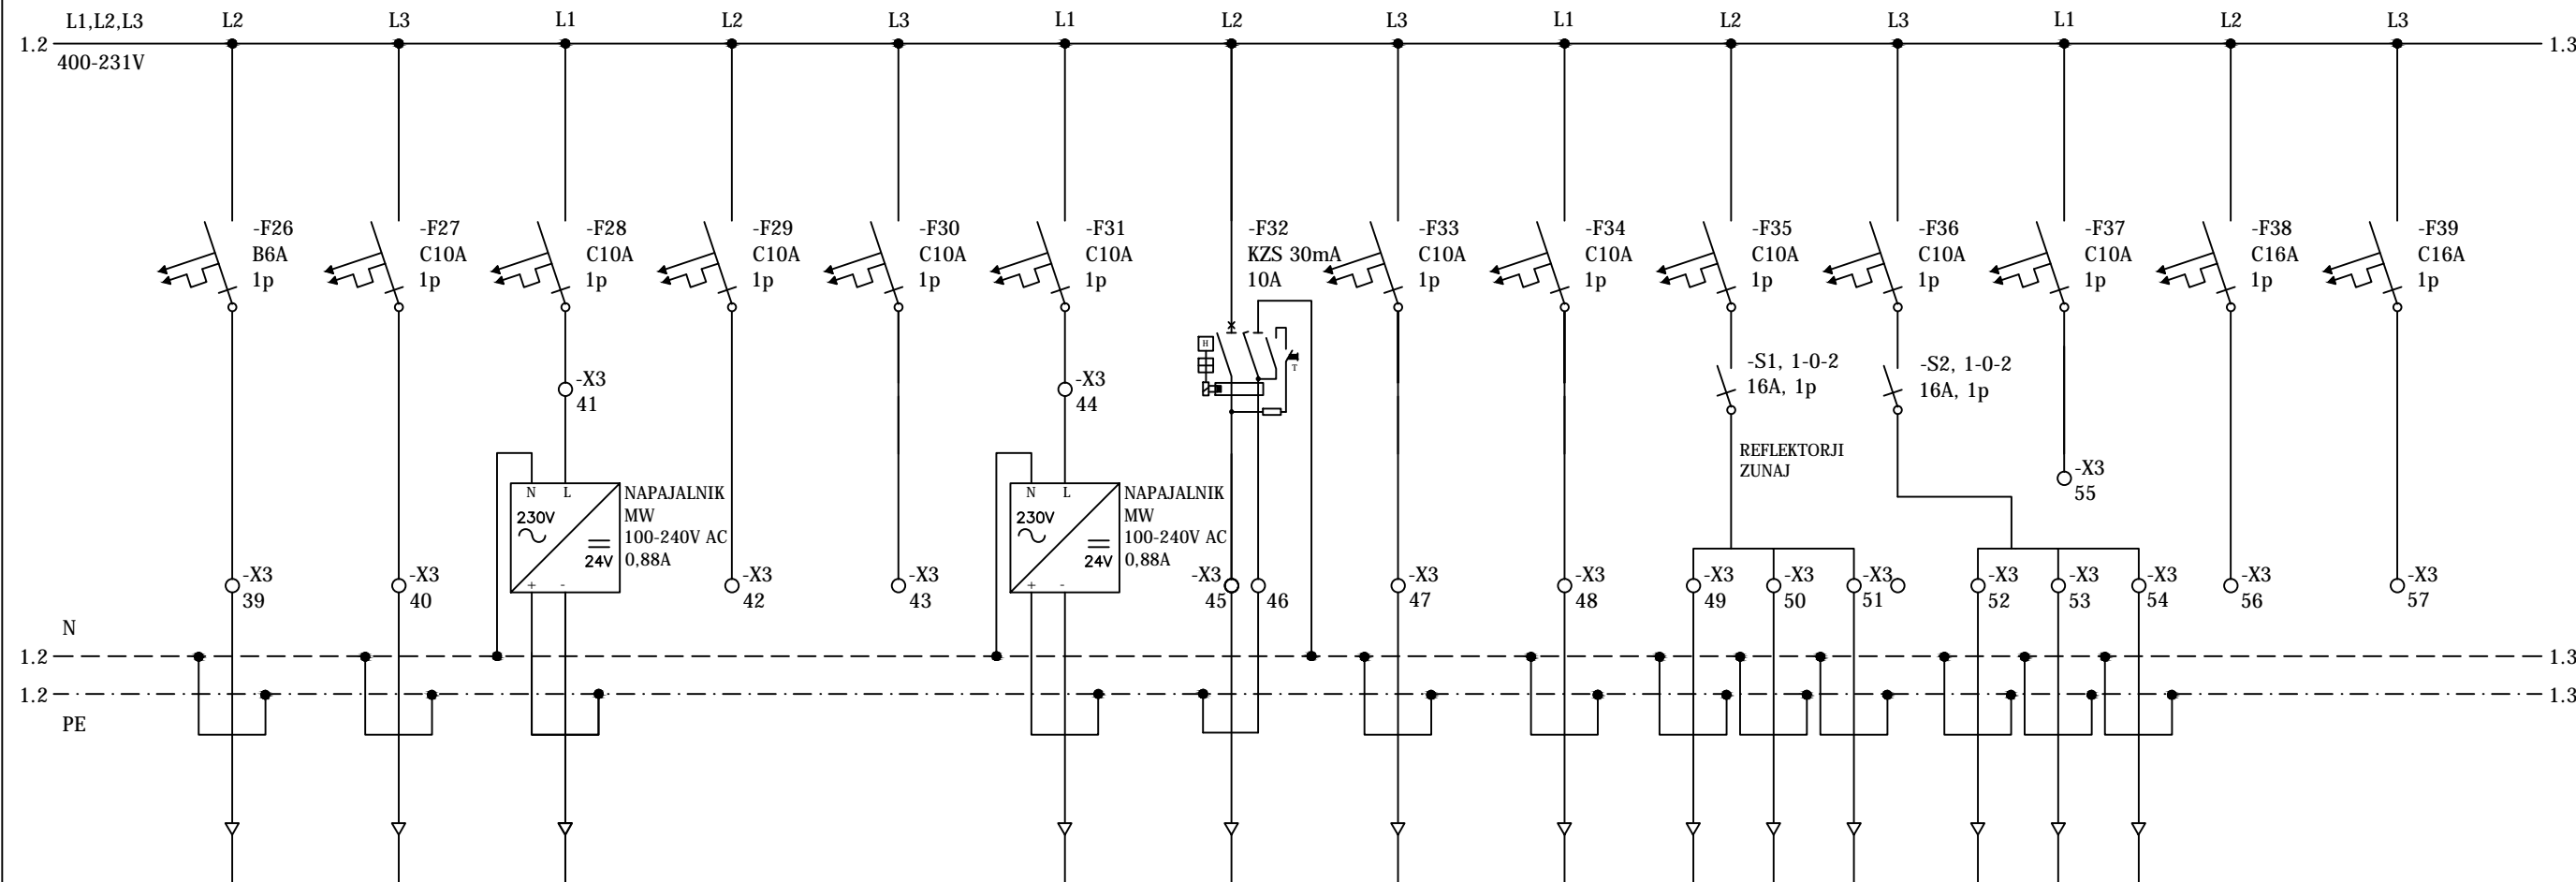 L1,L2,L3 L2 L3 L1 L2 L3 L1 L2 L3 L1 L2 L3 L1 L2 L3
1.2 1.3
400-231V
-F26 -F27 -F28 -F29 -F30 -F31 -F32 -F33 -F34 -F35 -F36 -F37 -F38 -F39
B6A C10A C10A C10A C10A C10A KZS 30mA C10A C10A C10A C10A C10A C16A C16A
1p 1p 1p 1p 1p 1p 10A 1p 1p 1p 1p 1p 1p 1p
H
T
-S1, 1-0-2 -S2, 1-0-2
16A, 1p 16A, 1p
-X3 -X3
41 44
REFLEKTORJI
ZUNAJ
-X3
55
N L NAPAJALNIK N L NAPAJALNIK
230V MW 230V MW
100-240V AC 100-240V AC
24V 0,88A 24V 0,88A
+ - + -
-X3 -X3 -X3 -X3 -X3 -X3 -X3 -X3 -X3 -X3 -X3 -X3 -X3 -X3 -X3
39 40 42 43 45 46 47 48 49 50 51 52 53 54 56 57
N
1.2 1.3
1.2 1.3
PE